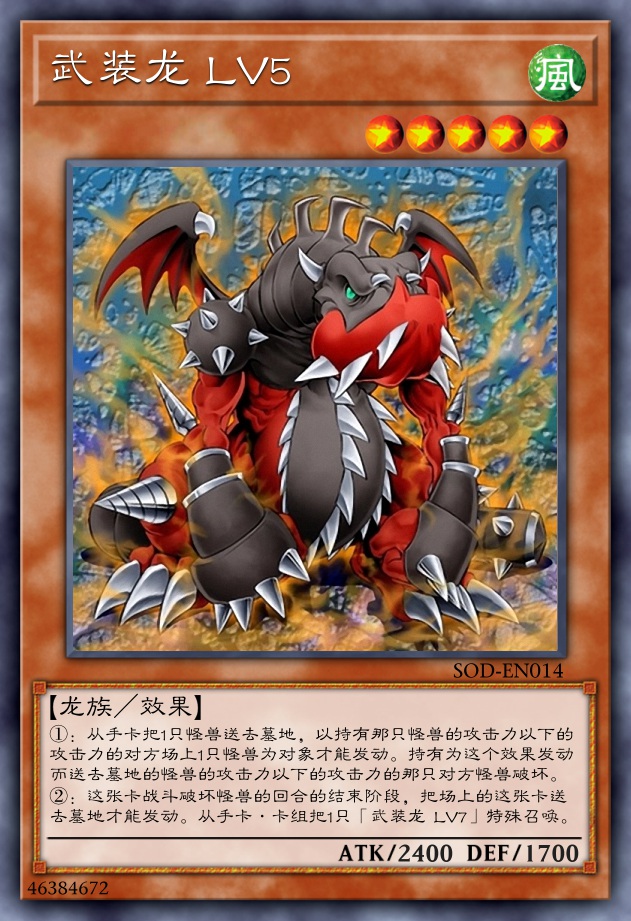 武装龙 LV5
風
SOD-EN014
【龙族／效果】
①：从手卡把1只怪兽送去墓地，以持有那只怪兽的攻击力以下的
攻击力的对方场上1只怪兽为对象才能发动。持有为这个效果发动
而送去墓地的怪兽的攻击力以下的攻击力的那只对方怪兽破坏。
②：这张卡战斗破坏怪兽的回合的结束阶段，把场上的这张卡送
去墓地才能发动。从手卡·卡组把1只「武装龙 LV7」特殊召唤。
ATK/2400 DEF/1700
46384672